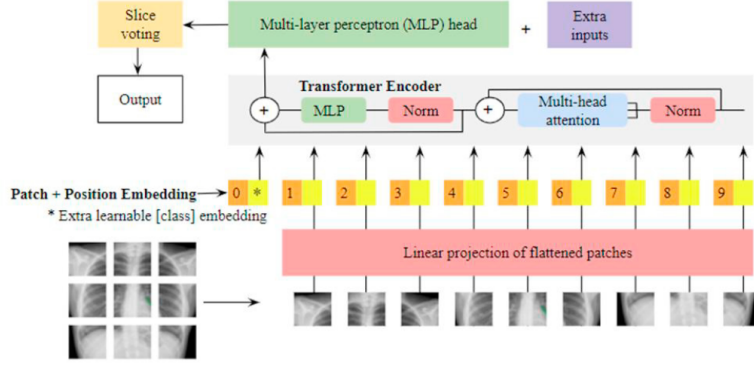 Slice
voting
Multi-layer perceptron (MLP) head
+
Extra
inputs
Output
Transformer Encoder
+
MLP
Norm
+
Multi-head
attention
Norm
Patch + Position Embedding
0 * 1 2 3 4 5 6 7 8 9
* Extra learnable [class] embedding
Linear projection of flattened patches